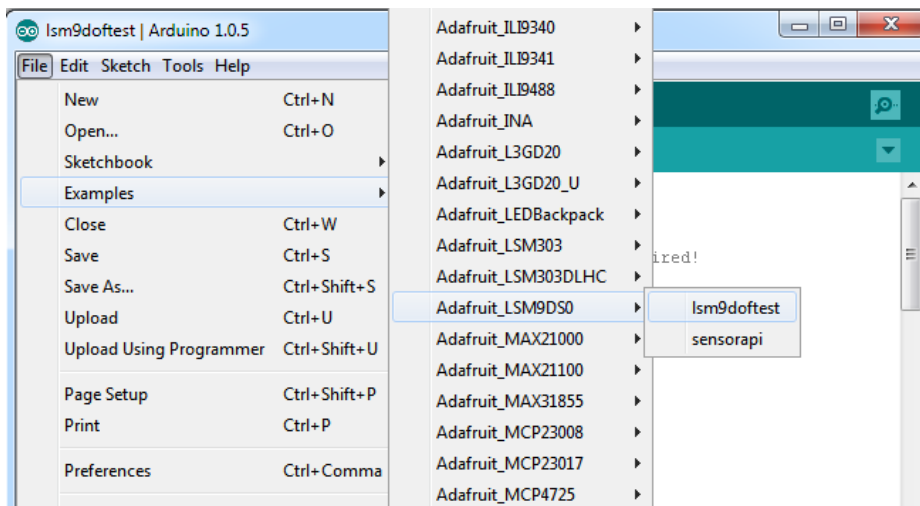 lsm9doftest | Arduino 1.0.5
File Edit Sketch Tools Help
New Ctrl+N
Open... Ctrl+O
Sketchbook
Examples
Close Ctrl+W
Save Ctrl+S
Save As... Ctrl+Shift+S
Upload Ctrl+U
Upload Using Programmer Ctrl+Shift+U
Page Setup Ctrl+Shift+P
Print Ctrl+P
Preferences Ctrl+Comma
Adafruit_ILI9340
Adafruit_ILI9341
Adafruit_ILI9488
Adafruit_INA
Adafruit_L3GD20
Adafruit_L3GD20_U
Adafruit_LEDBackpack
Adafruit_LSM303
Adafruit_LSM303DLHC
Adafruit_LSM9DS0
Adafruit_MAX21000
Adafruit_MAX21100
Adafruit_MAX31855
Adafruit_MCP23008
Adafruit_MCP23017
Adafruit_MCP4725
ired!
lsm9doftest
sensorapi